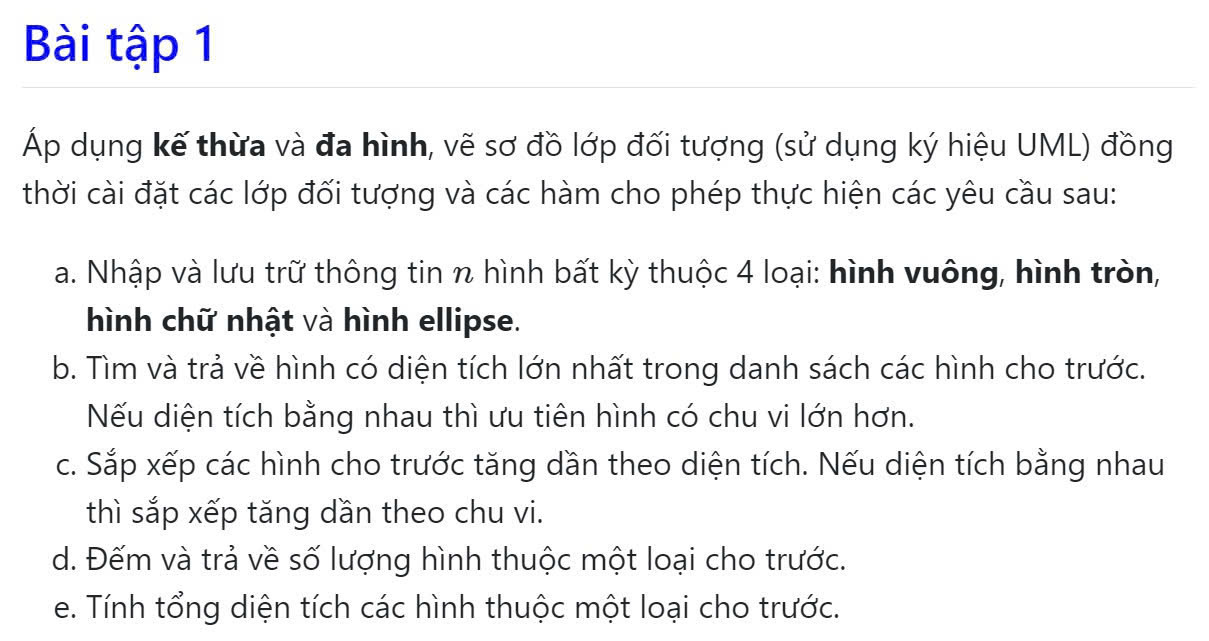 Bài tập 1
Áp dụng kế thừa và đa hình, vẽ sơ đồ lớp đối tượng (sử dụng ký hiệu UML) đồng
thời cài đặt các lớp đối tượng và các hàm cho phép thực hiện các yêu cầu sau:
a. Nhập và lưu trữ thông tin n hình bất kỳ thuộc 4 loại: hình vuông, hình tròn,
hình chữ nhật và hình ellipse.
b. Tìm và trả về hình có diện tích lớn nhất trong danh sách các hình cho trước.
Nếu diện tích bằng nhau thì ưu tiên hình có chu vi lớn hơn.
c. Sắp xếp các hình cho trước tăng dần theo diện tích. Nếu diện tích bằng nhau
thì sắp xếp tăng dần theo chu vi.
d. Đếm và trả về số lượng hình thuộc một loại cho trước.
e. Tính tổng diện tích các hình thuộc một loại cho trước.